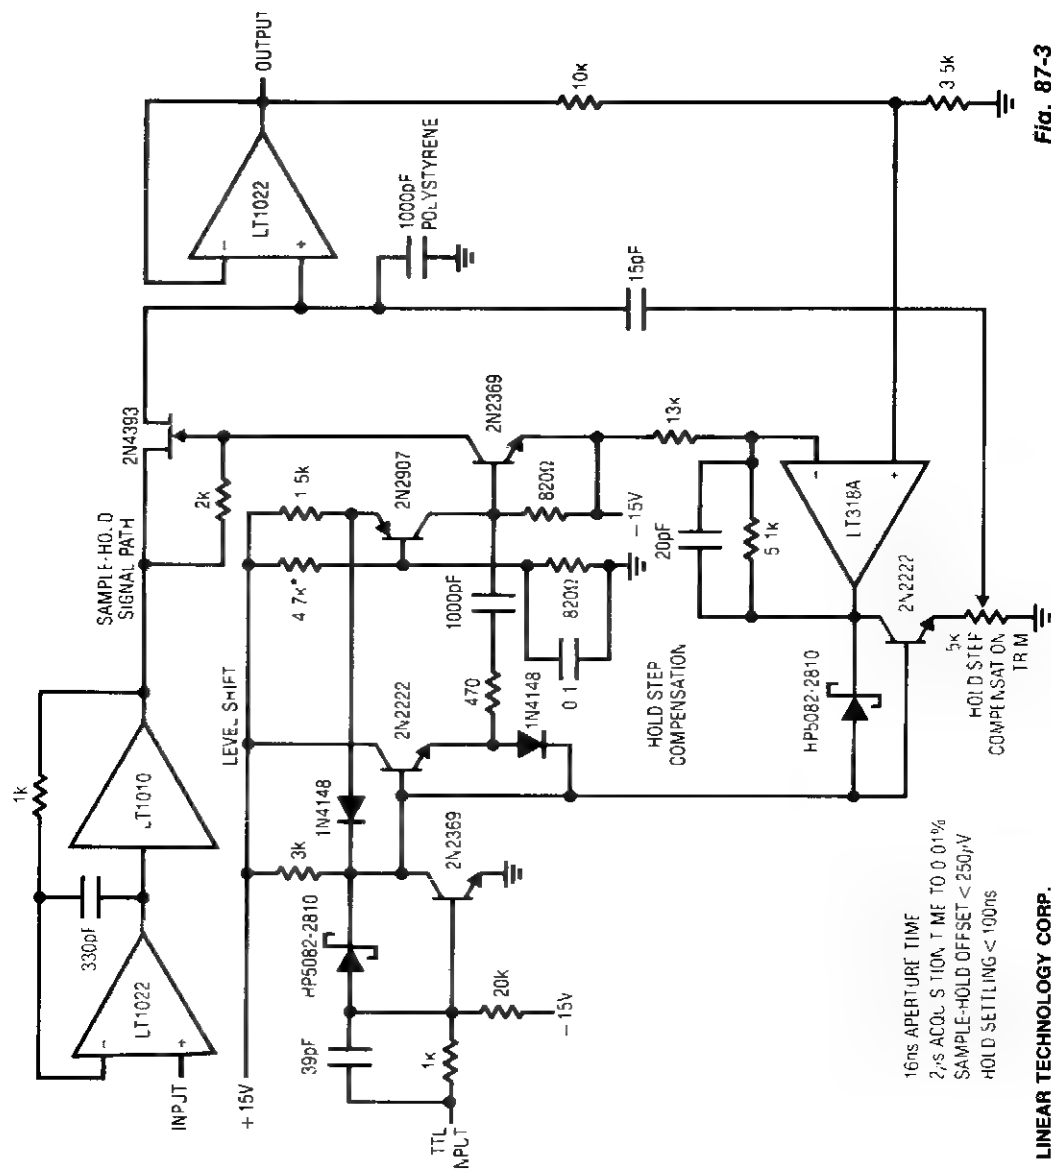 1k
330pF
LT1022
-
+
INPJT
LT1010
SAMPLE-HOLD
SIGNAL PATH
2N4393
2k
LT1022
-
+
OUTPUT
1000pF
POLYSTYRENE
10K
3 5k
15pF
+15V
LEVEL SHIFT
4 7K*
1 5k
2N2907
2N2369
820Ω
-15V
13K
1N4148
3k
2N2222
HP5082-2810
39pF
TTL
NPUT
1K
20k
-15V
2N2369
470
1000pF
1N4148
0 1
820Ω
HOLD STEP
COMPENSATION
20pF
5 1k
LT318A
-
+
HP5082-2810
2N2222
5k
HOLD STEP
COMPENSATION
TRIM
16ns APERTURE TIME
2μs ACQUISITION TIME TO 0 01%
SAMPLE-HOLD OFFSET < 250μV
HOLD SETTLING < 100ns
LINEAR TECHNOLOGY CORP.
Fig. 87-3